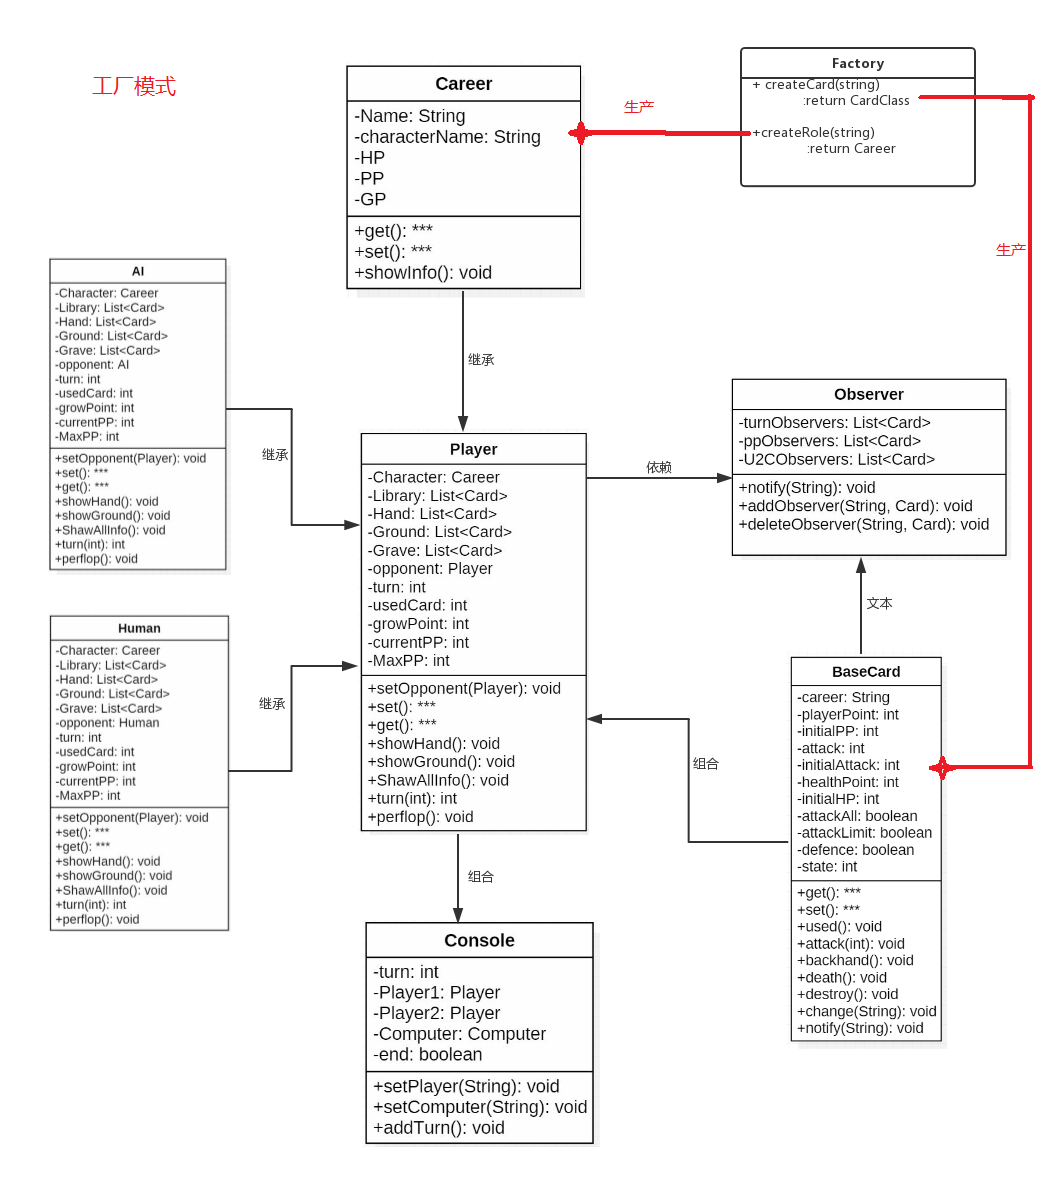 工厂模式
Career
-Name: String
-characterName: String
-HP
-PP
-GP
+get(): ***
+set(): ***
+showInfo(): void
生产
Factory
+ createCard(string)
:return CardClass
+createRole(string)
:return Career
生产
继承
AI
-Character: Career
-Library: List<Card>
-Hand: List<Card>
-Ground: List<Card>
-Grave: List<Card>
-opponent: AI
-turn: int
-usedCard: int
-growPoint: int
-currentPP: int
-MaxPP: int
+setOpponent(Player): void
+set(): ***
+get(): ***
+showHand(): void
+showGround(): void
+ShawAllInfo(): void
+turn(int): int
+perflop(): void
继承
Human
-Character: Career
-Library: List<Card>
-Hand: List<Card>
-Ground: List<Card>
-Grave: List<Card>
-opponent: Human
-turn: int
-usedCard: int
-growPoint: int
-currentPP: int
-MaxPP: int
+setOpponent(Player): void
+set(): ***
+get(): ***
+showHand(): void
+showGround(): void
+ShawAllInfo(): void
+turn(int): int
+perflop(): void
继承
Player
-Character: Career
-Library: List<Card>
-Hand: List<Card>
-Ground: List<Card>
-Grave: List<Card>
-opponent: Player
-turn: int
-usedCard: int
-growPoint: int
-currentPP: int
-MaxPP: int
+setOpponent(Player): void
+set(): ***
+get(): ***
+showHand(): void
+showGround(): void
+ShawAllInfo(): void
+turn(int): int
+perflop(): void
依赖
Observer
-turnObservers: List<Card>
-ppObservers: List<Card>
-U2CObservers: List<Card>
+notify(String): void
+addObserver(String, Card): void
+deleteObserver(String, Card): void
文本
BaseCard
-career: String
-playerPoint: int
-initialPP: int
-attack: int
-initialAttack: int
-healthPoint: int
-initialHP: int
-attackAll: boolean
-attackLimit: boolean
-defence: boolean
-state: int
+get(): ***
+set(): ***
+used(): void
+attack(int): void
+backhand(): void
+death(): void
+destroy(): void
+change(String): void
+notify(String): void
组合
组合
Console
-turn: int
-Player1: Player
-Player2: Player
-Computer: Computer
-end: boolean
+setPlayer(String): void
+setComputer(String): void
+addTurn(): void